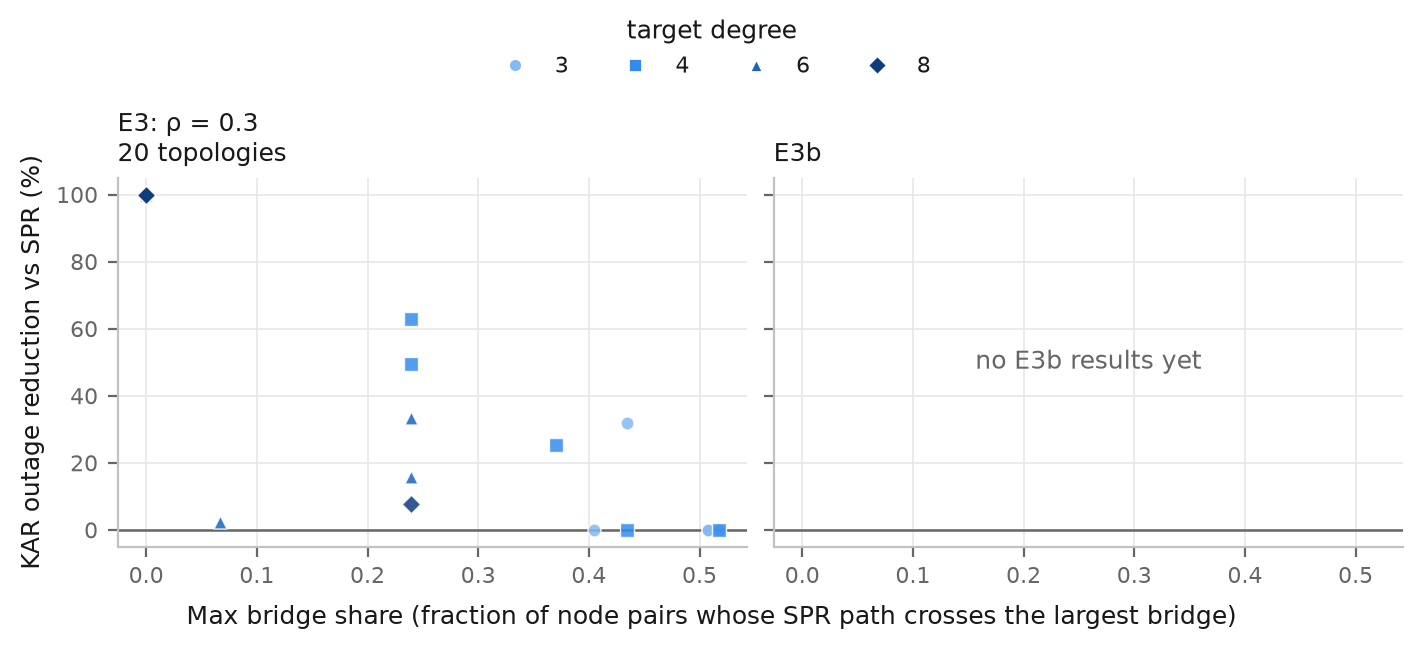 target degree
3 4 6 8
E3: ρ = 0.3
20 topologies
E3b
KAR outage reduction vs SPR (%)
100
80
60
40
20
0
no E3b results yet
0.0 0.1 0.2 0.3 0.4 0.5
0.0 0.1 0.2 0.3 0.4 0.5
Max bridge share (fraction of node pairs whose SPR path crosses the largest bridge)